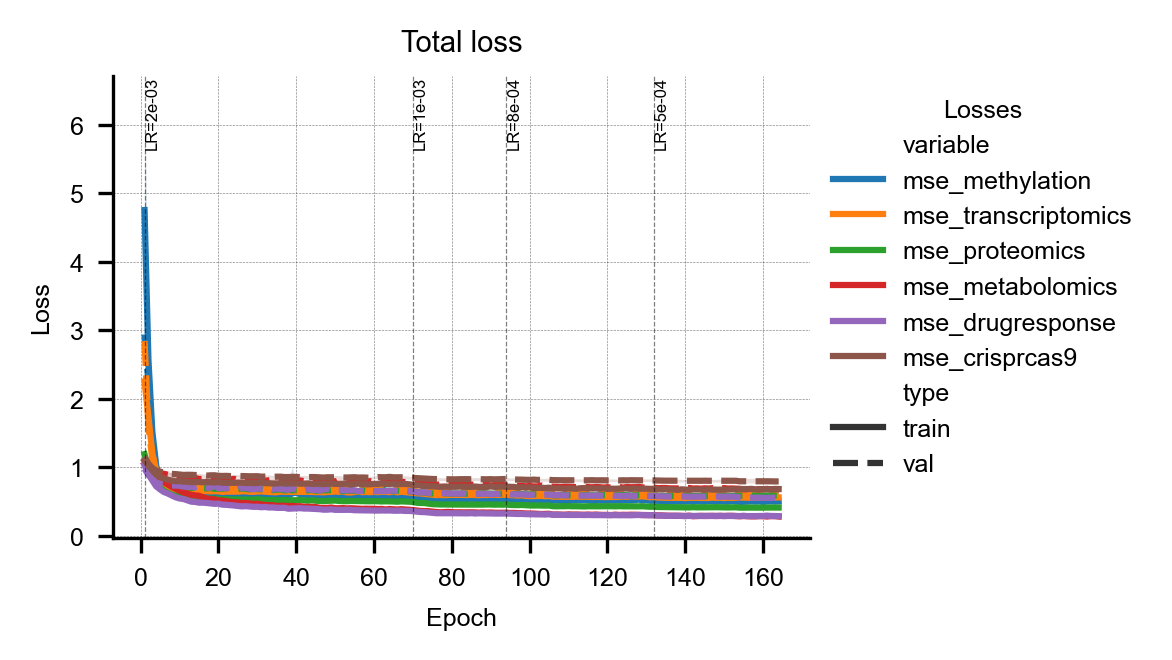 Total loss
LR=2e-03
LR=1e-03
LR=8e-04
LR=5e-04
6
5
4
3
2
1
0
Loss
0 20 40 60 80 100 120 140 160
Epoch
Losses
variable
mse_methylation
mse_transcriptomics
mse_proteomics
mse_metabolomics
mse_drugresponse
mse_crisprcas9
type
train
val